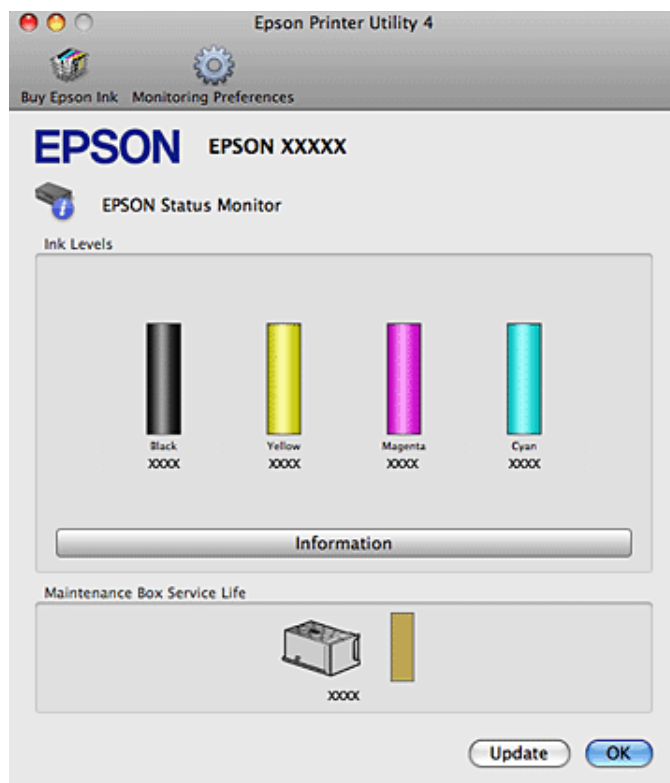 Epson Printer Utility 4
Buy Epson Ink Monitoring Preferences
EPSON EPSON XXXXX
EPSON Status Monitor
Ink Levels
Black Yellow Magenta Cyan
XXXX XXXX XXXX XXXX
Information
Maintenance Box Service Life
XXXX
Update OK